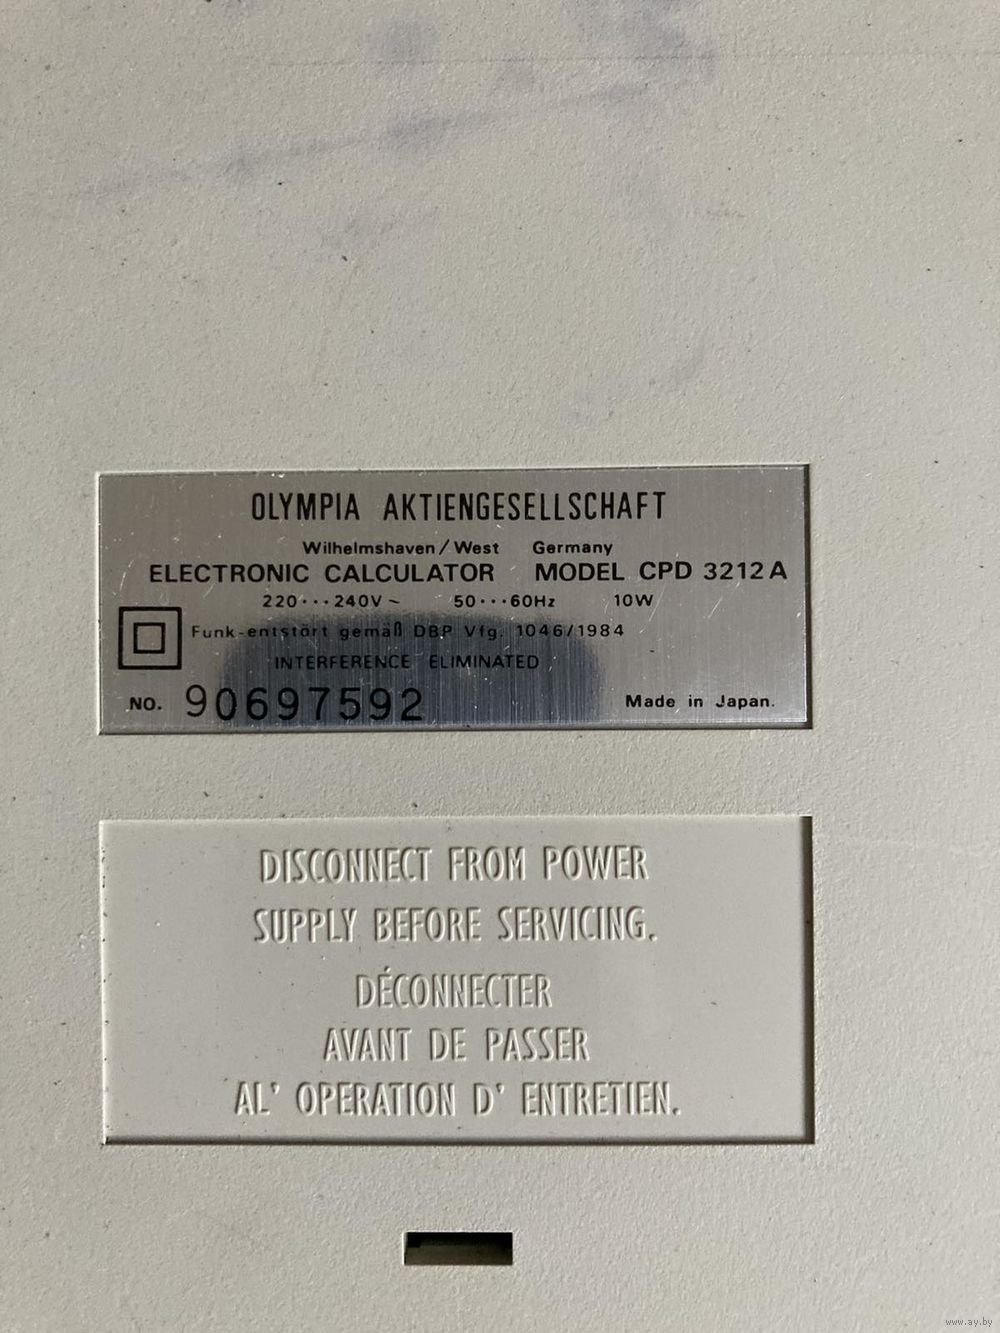 OLYMPIA AKTIENGESELLSCHAFT
Wilhelmshaven/West Germany
ELECTRONIC CALCULATOR MODEL CPD 3212 A
220···240V~ 50···60Hz 10W
Funk-entstört gemäß DBP Vfg. 1046/1984
INTERFERENCE ELIMINATED
NO. 90697592 Made in Japan.
DISCONNECT FROM POWER
SUPPLY BEFORE SERVICING.
DÉCONNECTER
AVANT DE PASSER
AL' OPERATION D' ENTRETIEN.
www.ay.by